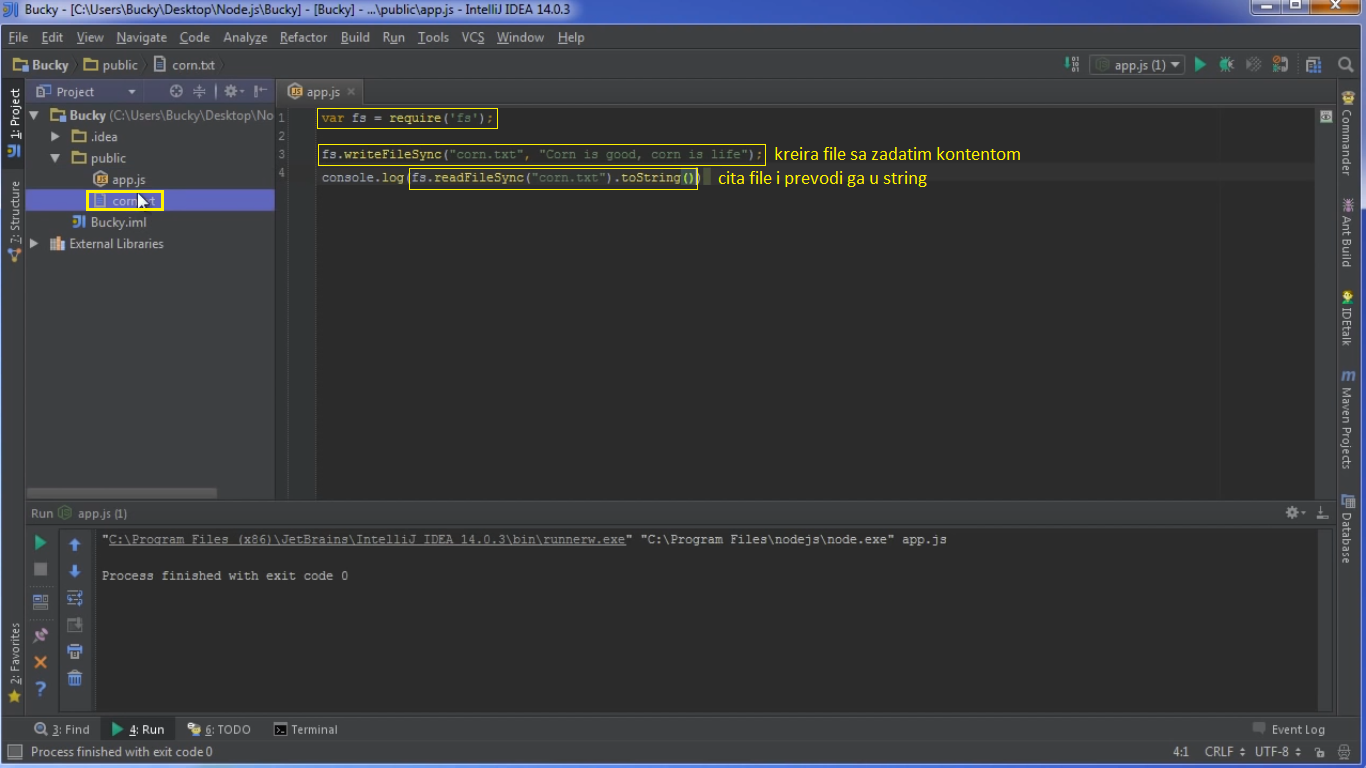 Bucky - [C:\Users\Bucky\Desktop\Node.js\Bucky] - [Bucky] - ...\public\app.js - IntelliJ IDEA 14.0.3
File Edit View Navigate Code Analyze Refactor Build Run Tools VCS Window Help
Bucky public corn.txt app.js (1)
Project
app.js
1: Project
7: Structure
2: Favorites
Bucky (C:\Users\Bucky\Desktop\No
.idea
public
app.js
Bucky.iml
External Libraries
1 var fs = require('fs');
2
3 fs.writeFileSync("corn.txt", "Corn is good, corn is life"); kreira file sa zadatim kontentom
4 console.log(fs.readFileSync("corn.txt").toString()) cita file i prevodi ga u string
Commander
Ant Build
IDEtalk
m Maven Projects
Database
Run app.js (1)
"C:\Program Files (x86)\JetBrains\IntelliJ IDEA 14.0.3\bin\runnerw.exe" "C:\Program Files\nodejs\node.exe" app.js
Process finished with exit code 0
3: Find 4: Run 6: TODO Terminal Event Log
Process finished with exit code 0 4:1 CRLF UTF-8